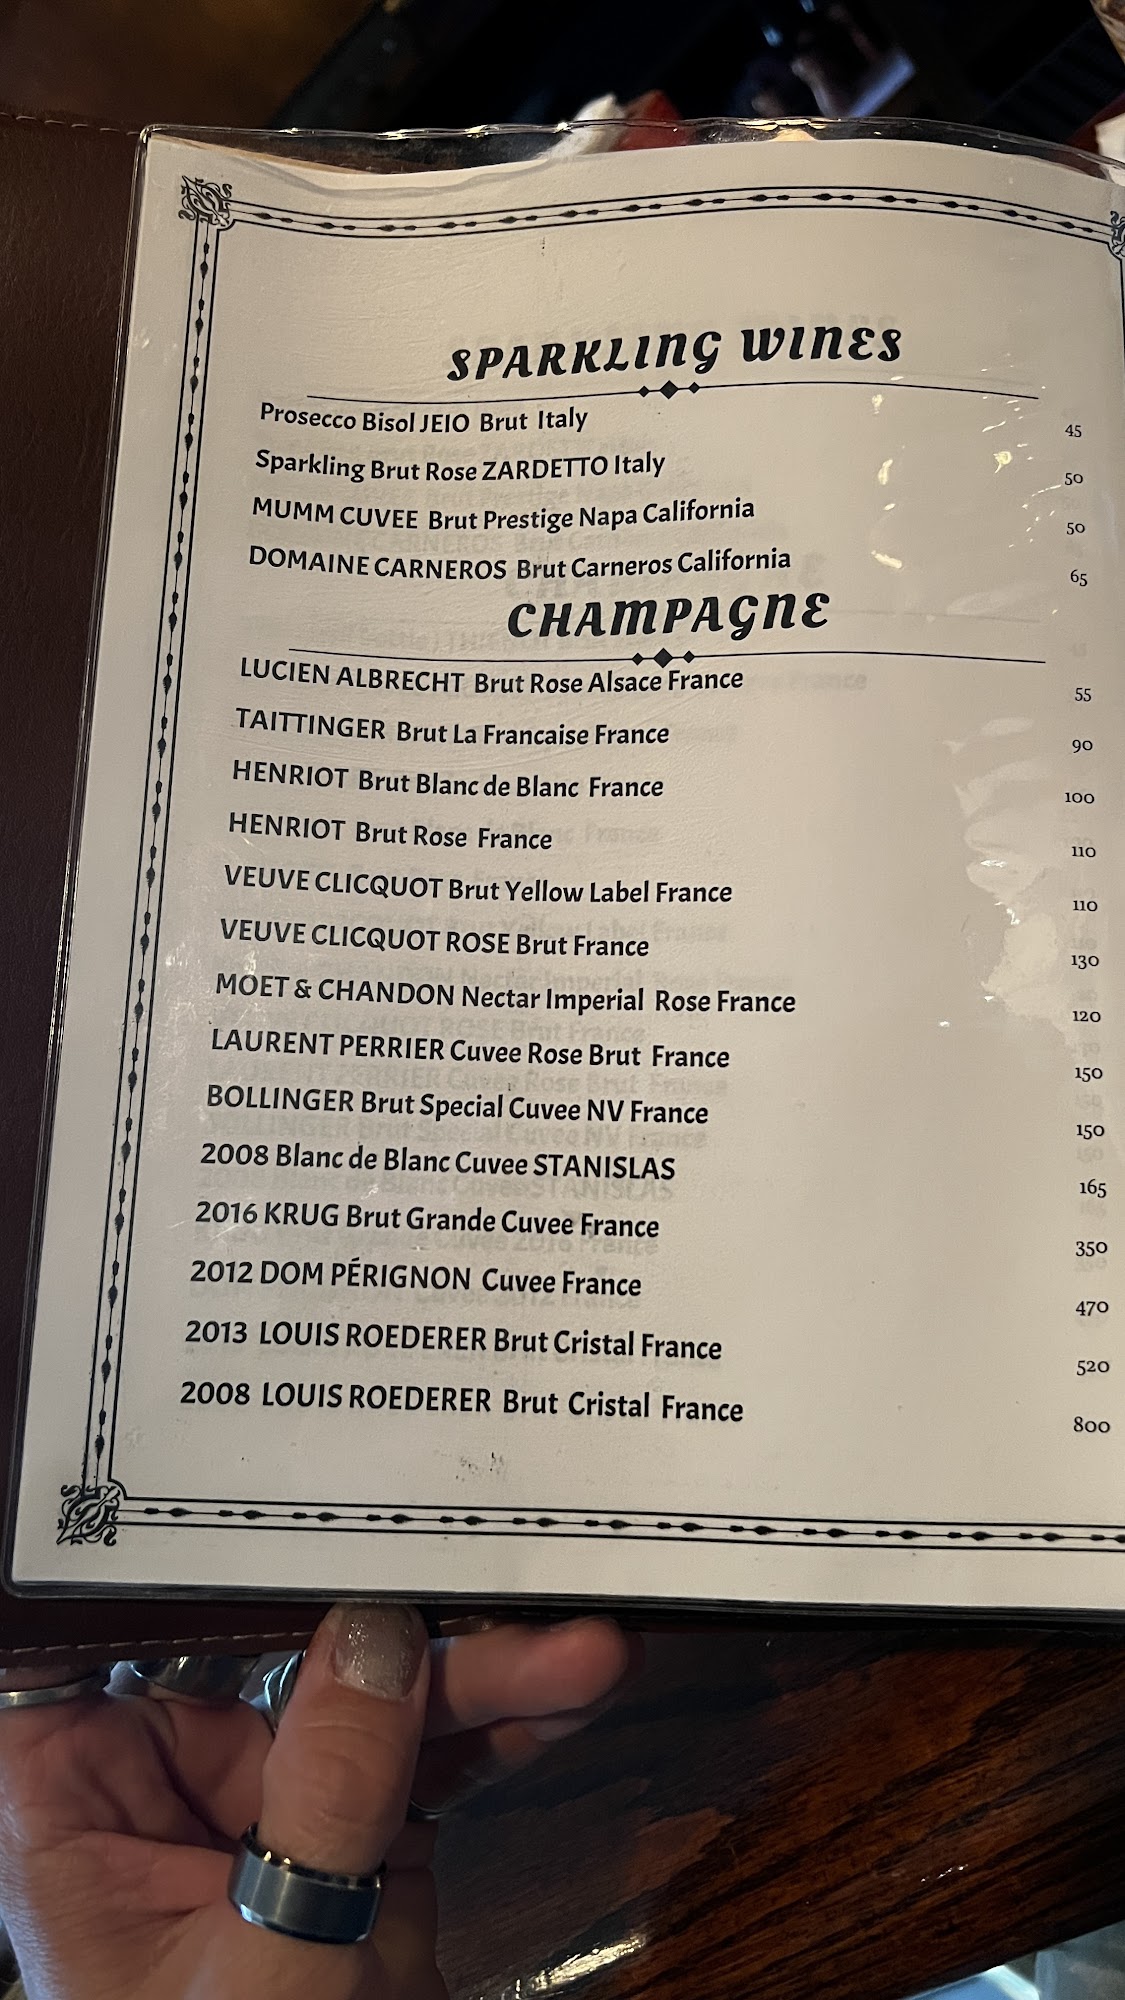 SPARKLING WINES
Prosecco Bisol JEIO Brut Italy 45
Sparkling Brut Rose ZARDETTO Italy 50
MUMM CUVEE Brut Prestige Napa California 50
DOMAINE CARNEROS Brut Carneros California 65
CHAMPAGNE
LUCIEN ALBRECHT Brut Rose Alsace France 55
TAITTINGER Brut La Francaise France 90
HENRIOT Brut Blanc de Blanc France 100
HENRIOT Brut Rose France 110
VEUVE CLICQUOT Brut Yellow Label France 110
VEUVE CLICQUOT ROSE Brut France 130
MOET & CHANDON Nectar Imperial Rose France 120
LAURENT PERRIER Cuvee Rose Brut France 150
BOLLINGER Brut Special Cuvee NV France 150
2008 Blanc de Blanc Cuvee STANISLAS 165
2016 KRUG Brut Grande Cuvee France 350
2012 DOM PÉRIGNON Cuvee France 470
2013 LOUIS ROEDERER Brut Cristal France 520
2008 LOUIS ROEDERER Brut Cristal France 800